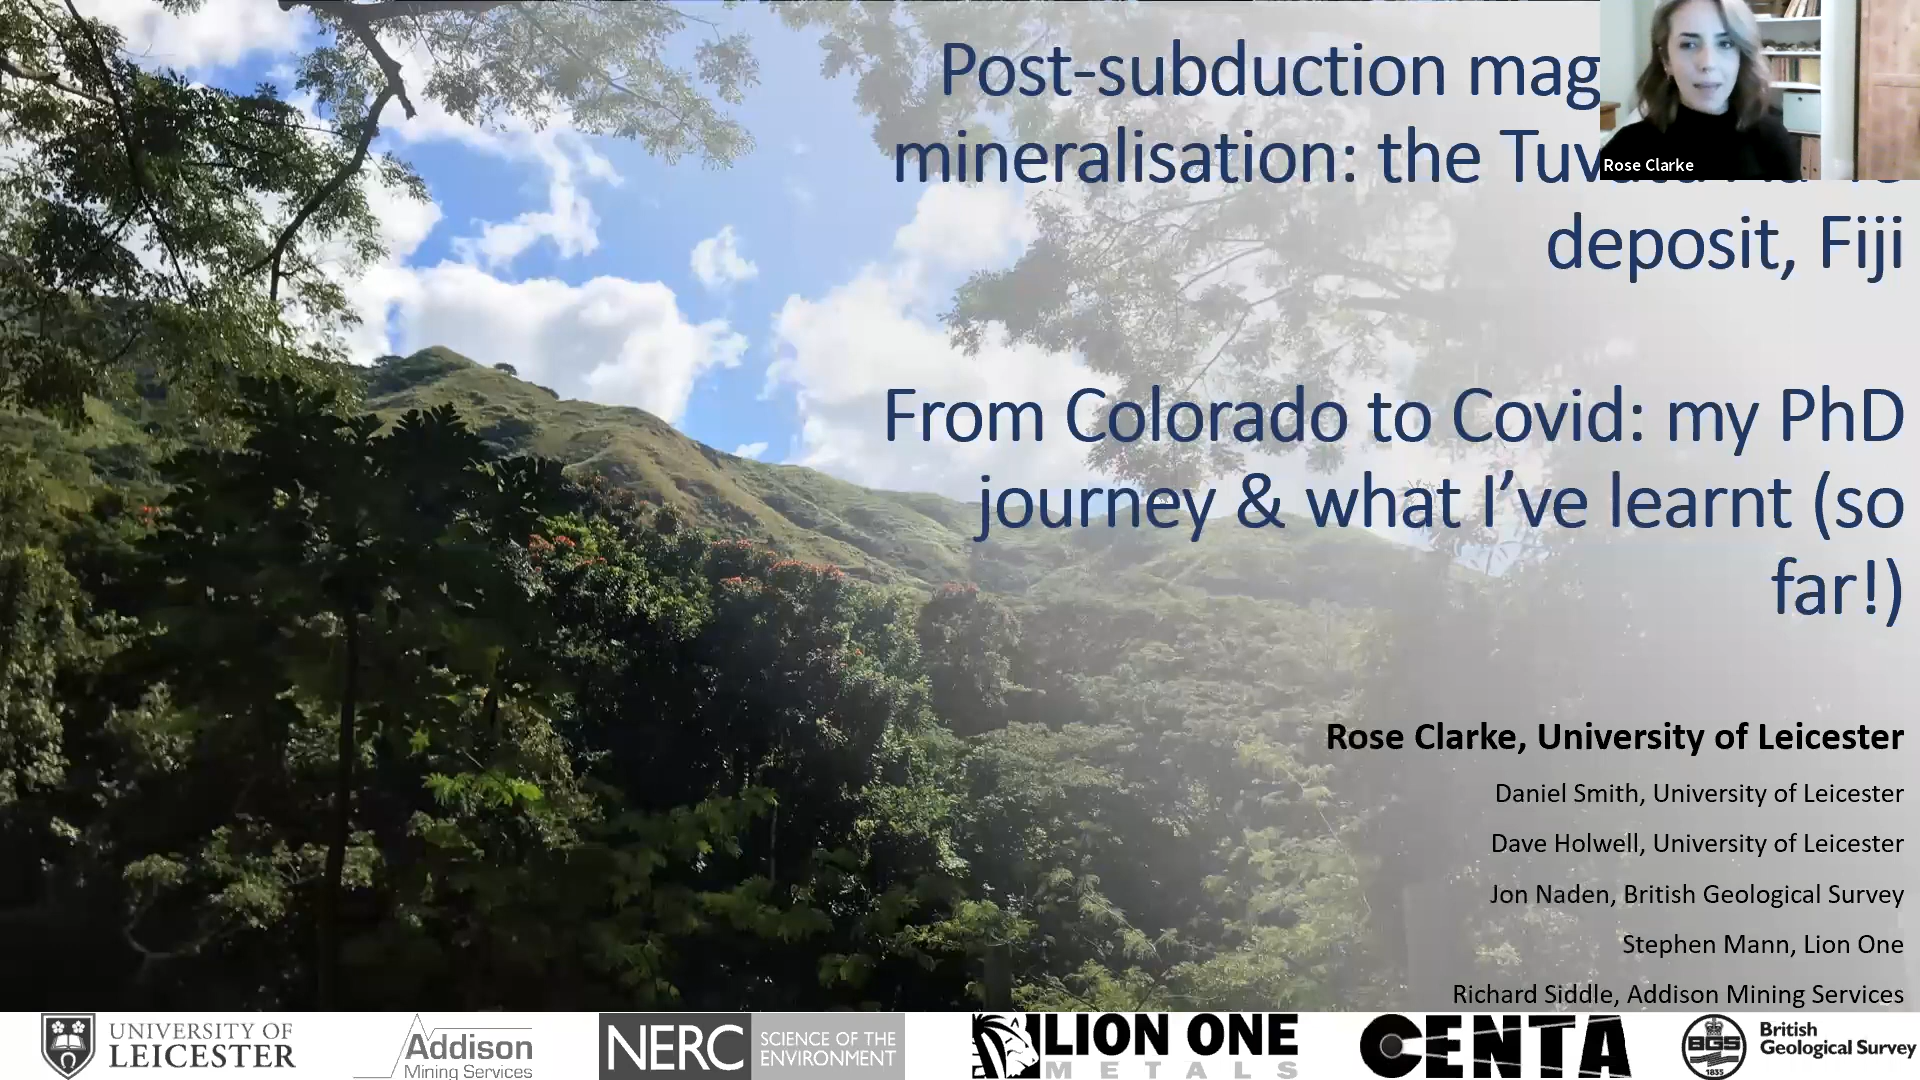 Post-subduction mag
mineralisation: the Tuv
deposit, Fiji
Rose Clarke
From Colorado to Covid: my PhD
journey & what I've learnt (so
far!)
Rose Clarke, University of Leicester
Daniel Smith, University of Leicester
Dave Holwell, University of Leicester
Jon Naden, British Geological Survey
Stephen Mann, Lion One
Richard Siddle, Addison Mining Services
UNIVERSITY OF
LEICESTER
Addison
Mining Services
NERC
SCIENCE OF THE
ENVIRONMENT
LION ONE
METALS
CENTA
BGS
1835
British
Geological Survey